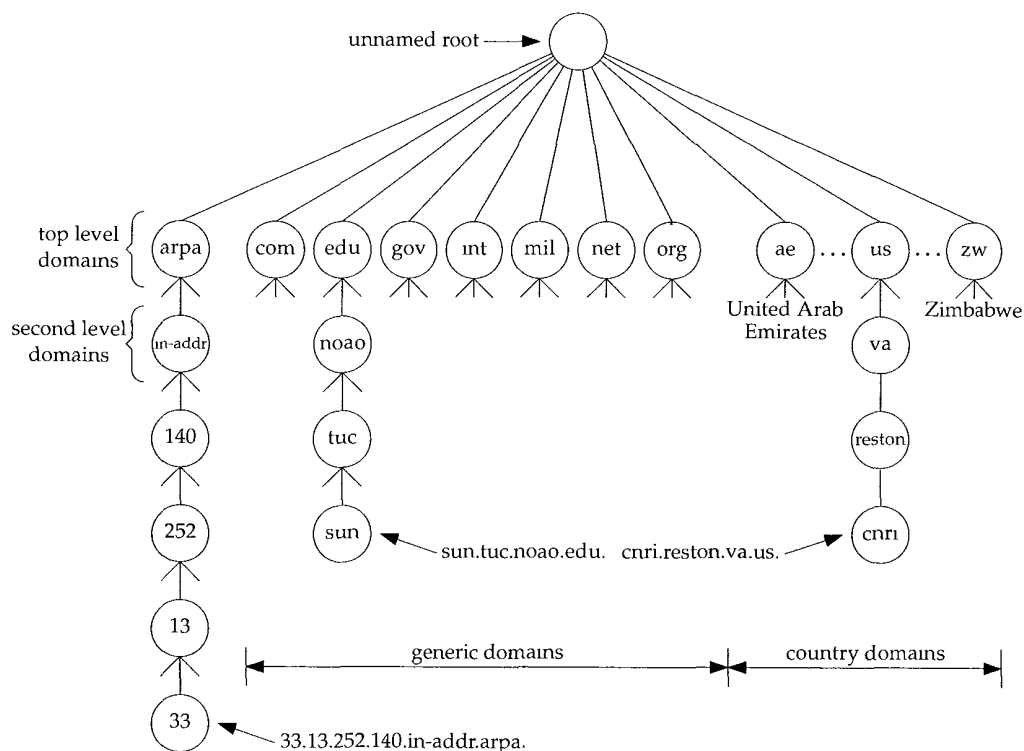 unnamed root
top level
domains
arpa com edu gov int mil net org ae ... us ... zw
United Arab
Emirates
Zimbabwe
second level
domains
in-addr noao va
140 tuc reston
252 sun cnri
sun.tuc.noao.edu. cnri.reston.va.us.
13
generic domains country domains
33
33.13.252.140.in-addr.arpa.